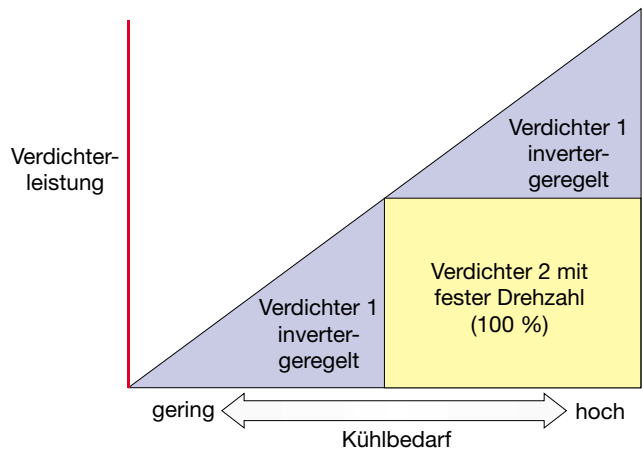 Verdichter-
leistung
Verdichter 1
inverter-
geregelt
Verdichter 1
inverter-
geregelt
Verdichter 2 mit
fester Drehzahl
(100 %)
gering
hoch
Kühlbedarf